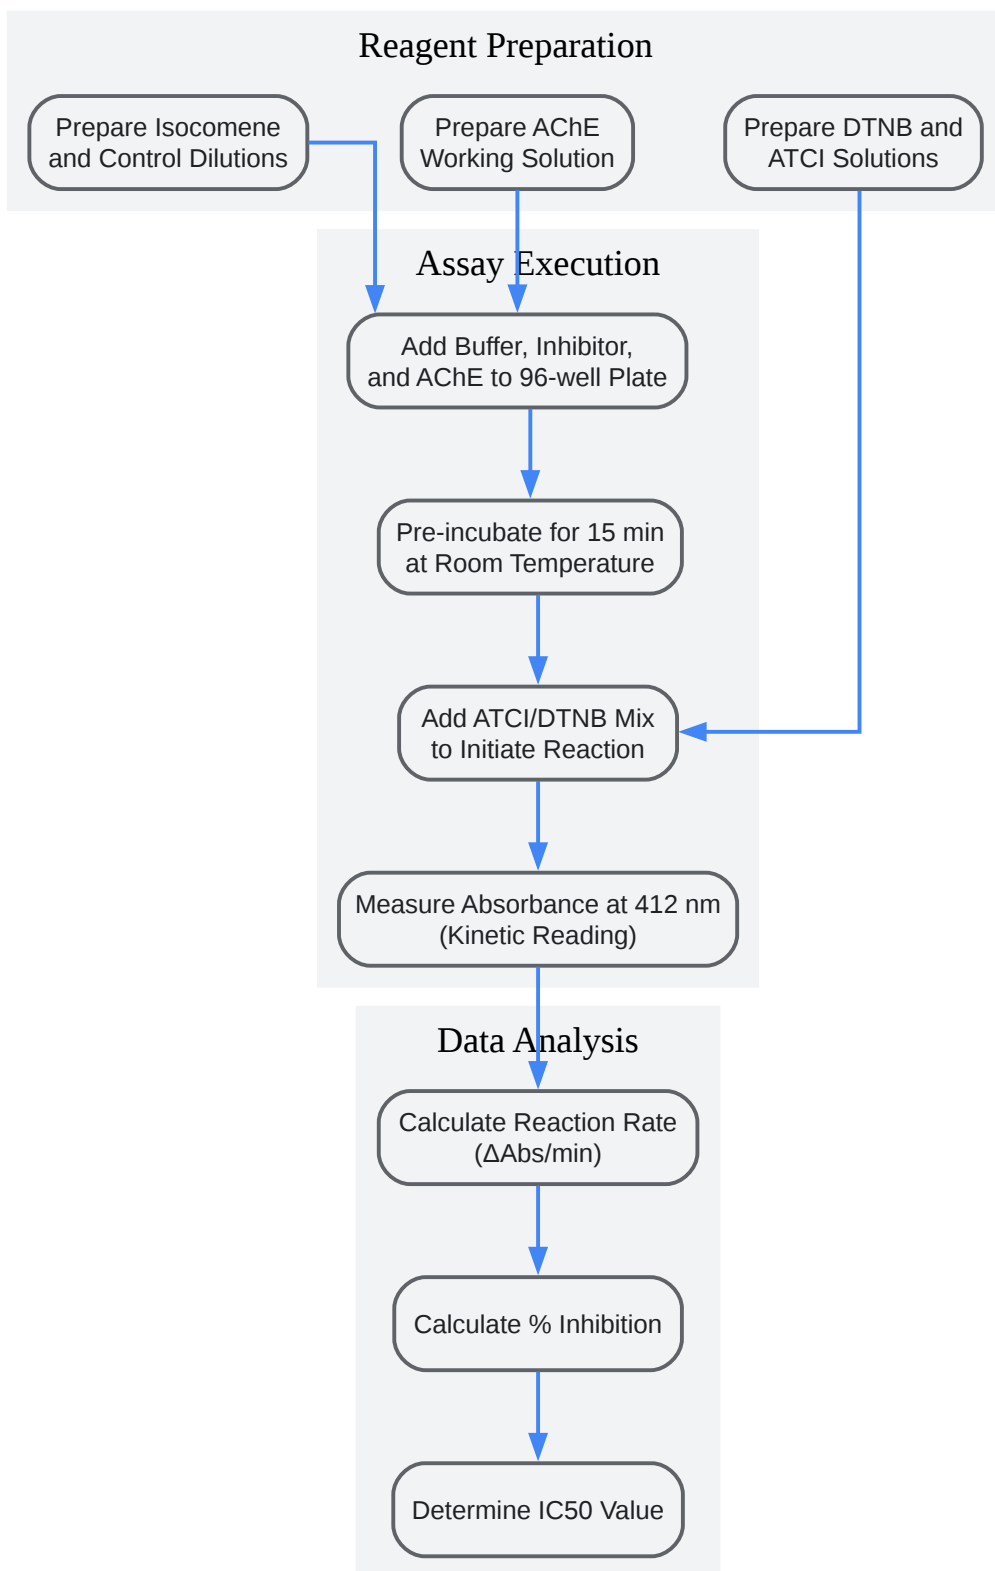 Reagent Preparation
Prepare Isocomene
and Control Dilutions
Prepare AChE
Working Solution
Prepare DTNB and
ATCI Solutions
Assay Execution
Add Buffer, Inhibitor,
and AChE to 96-well Plate
Pre-incubate for 15 min
at Room Temperature
Add ATCI/DTNB Mix
to Initiate Reaction
Measure Absorbance at 412 nm
(Kinetic Reading)
Data Analysis
Calculate Reaction Rate
(ΔAbs/min)
Calculate % Inhibition
Determine IC50 Value